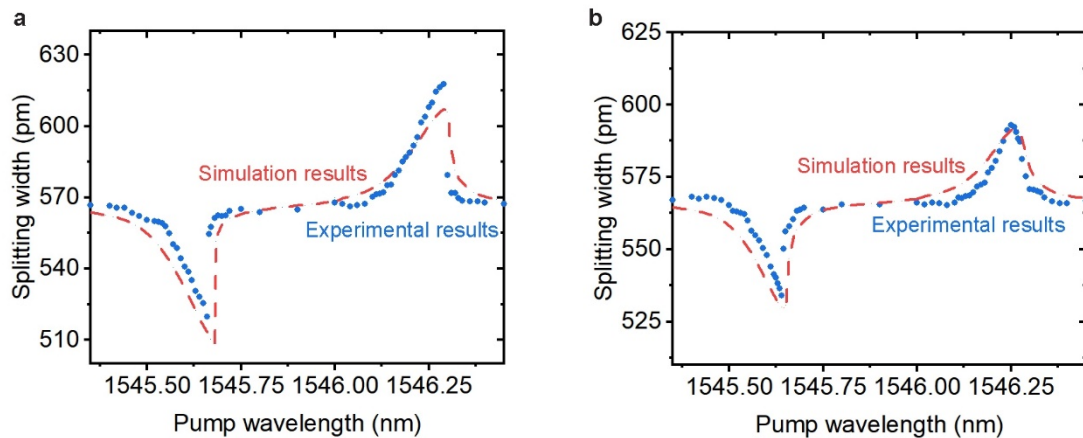 a
Splitting width (pm)
630
600
570
540
510
Simulation results
Experimental results
1545.50 1545.75 1546.00 1546.25
Pump wavelength (nm)
b
Splitting width (pm)
625
600
575
550
525
Simulation results
Experimental results
1545.50 1545.75 1546.00 1546.25
Pump wavelength (nm)